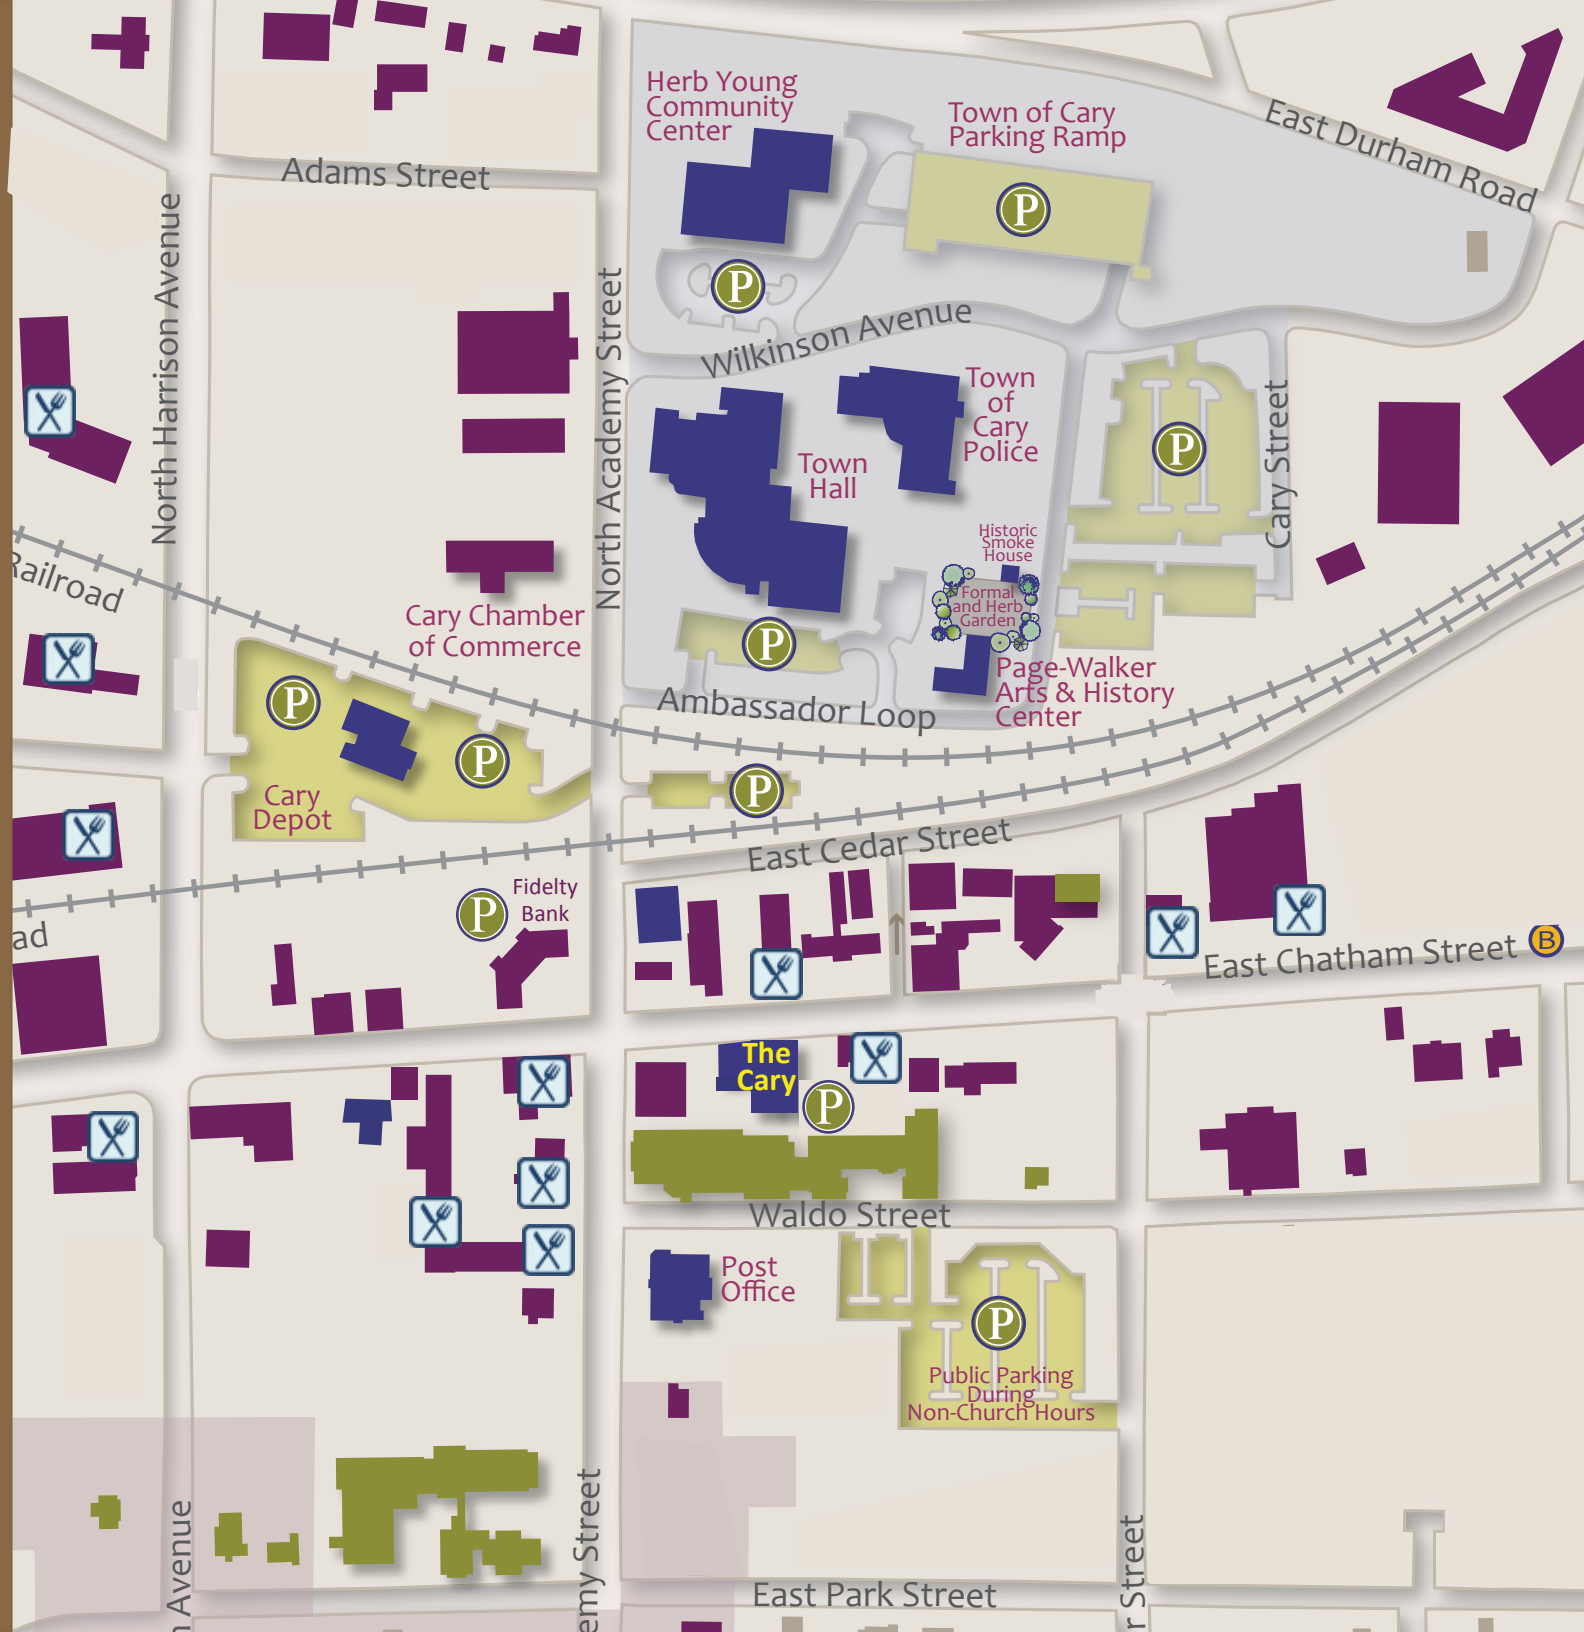 Herb Young
Community
Center
Town of Cary
Parking Ramp
East Durham Road
Adams Street
P
P
North Harrison Avenue
North Academy Street
Wilkinson Avenue
Town
of
Cary
Police
Cary Street
P
Town
Hall
Historic
Smoke
House
Formal
and Herb
Garden
Railroad
Cary Chamber
of Commerce
P
Page-Walker
Arts & History
Center
Ambassador Loop
P
P
P
Cary
Depot
East Cedar Street
Fidelty
Bank
P
ad
East Chatham Street
B
The
Cary
P
Waldo Street
Post
Office
P
Public Parking
During
Non-Church Hours
n Avenue
emy Street
r Street
East Park Street